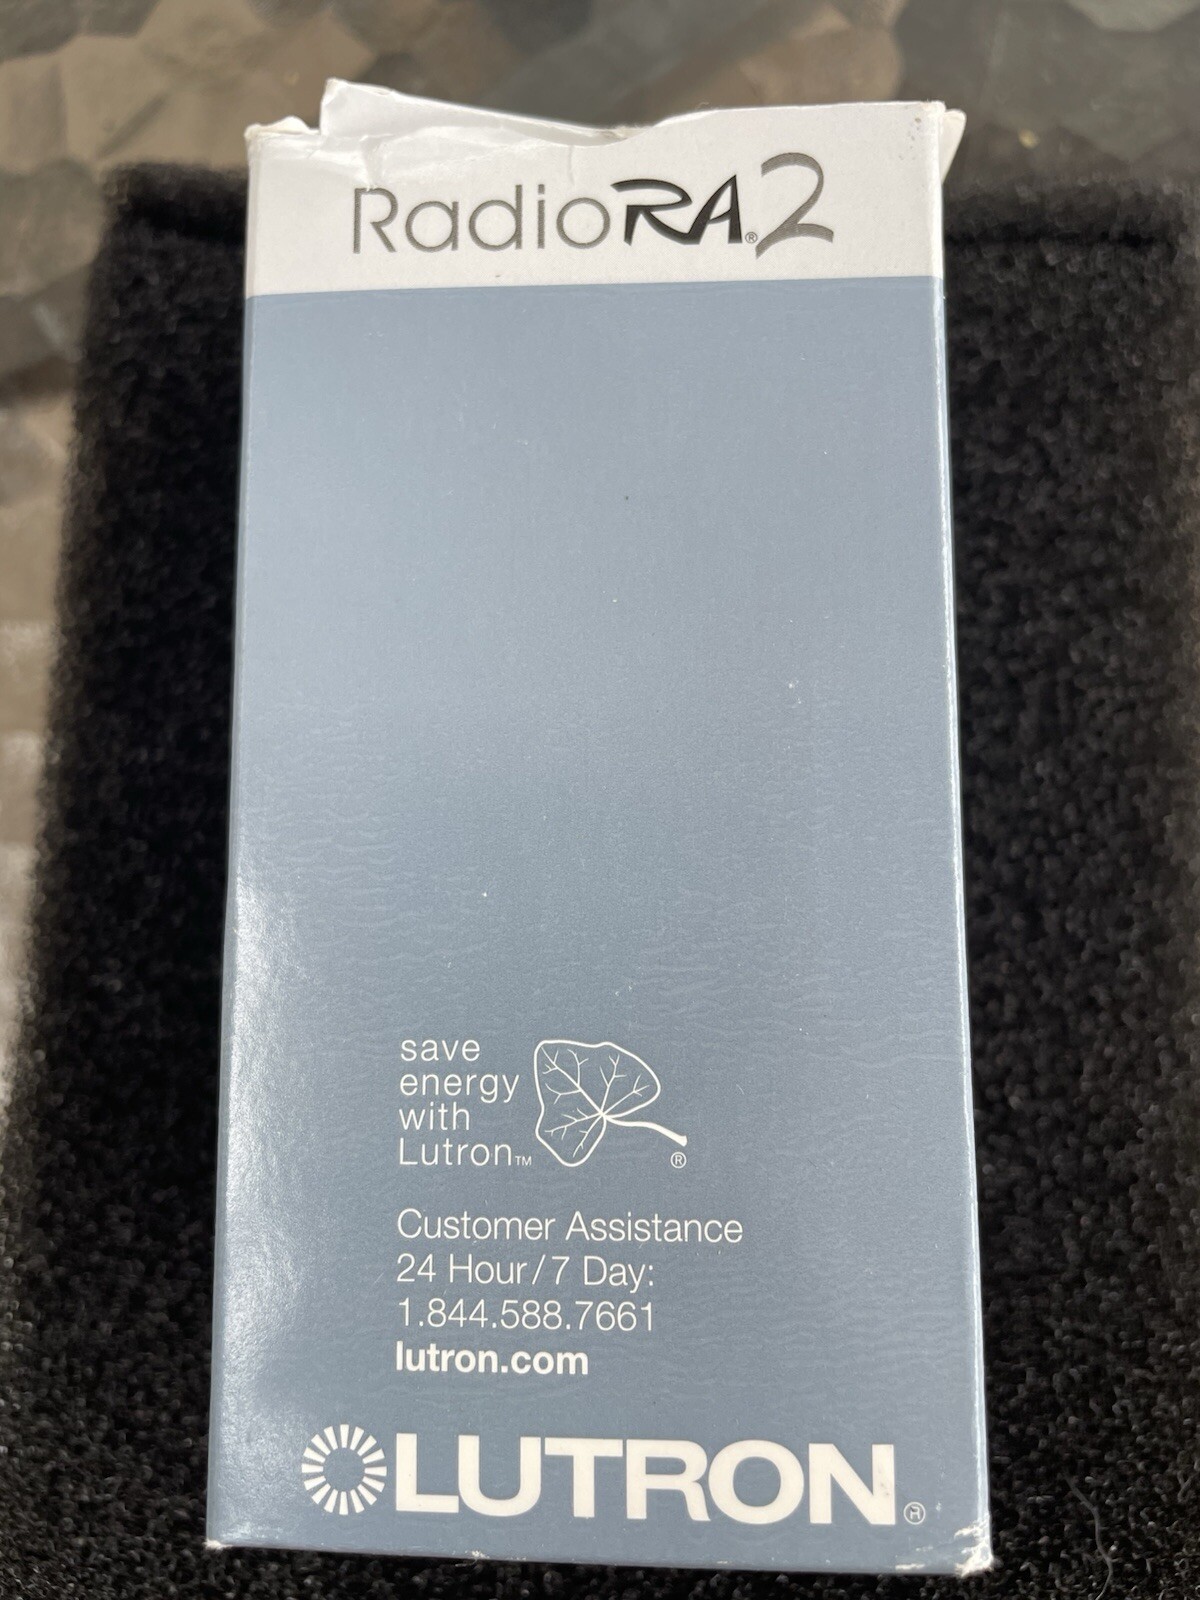 RadioRA®2
save
energy
with
Lutron™
®
Customer Assistance
24 Hour/7 Day:
1.844.588.7661
lutron.com
LUTRON®